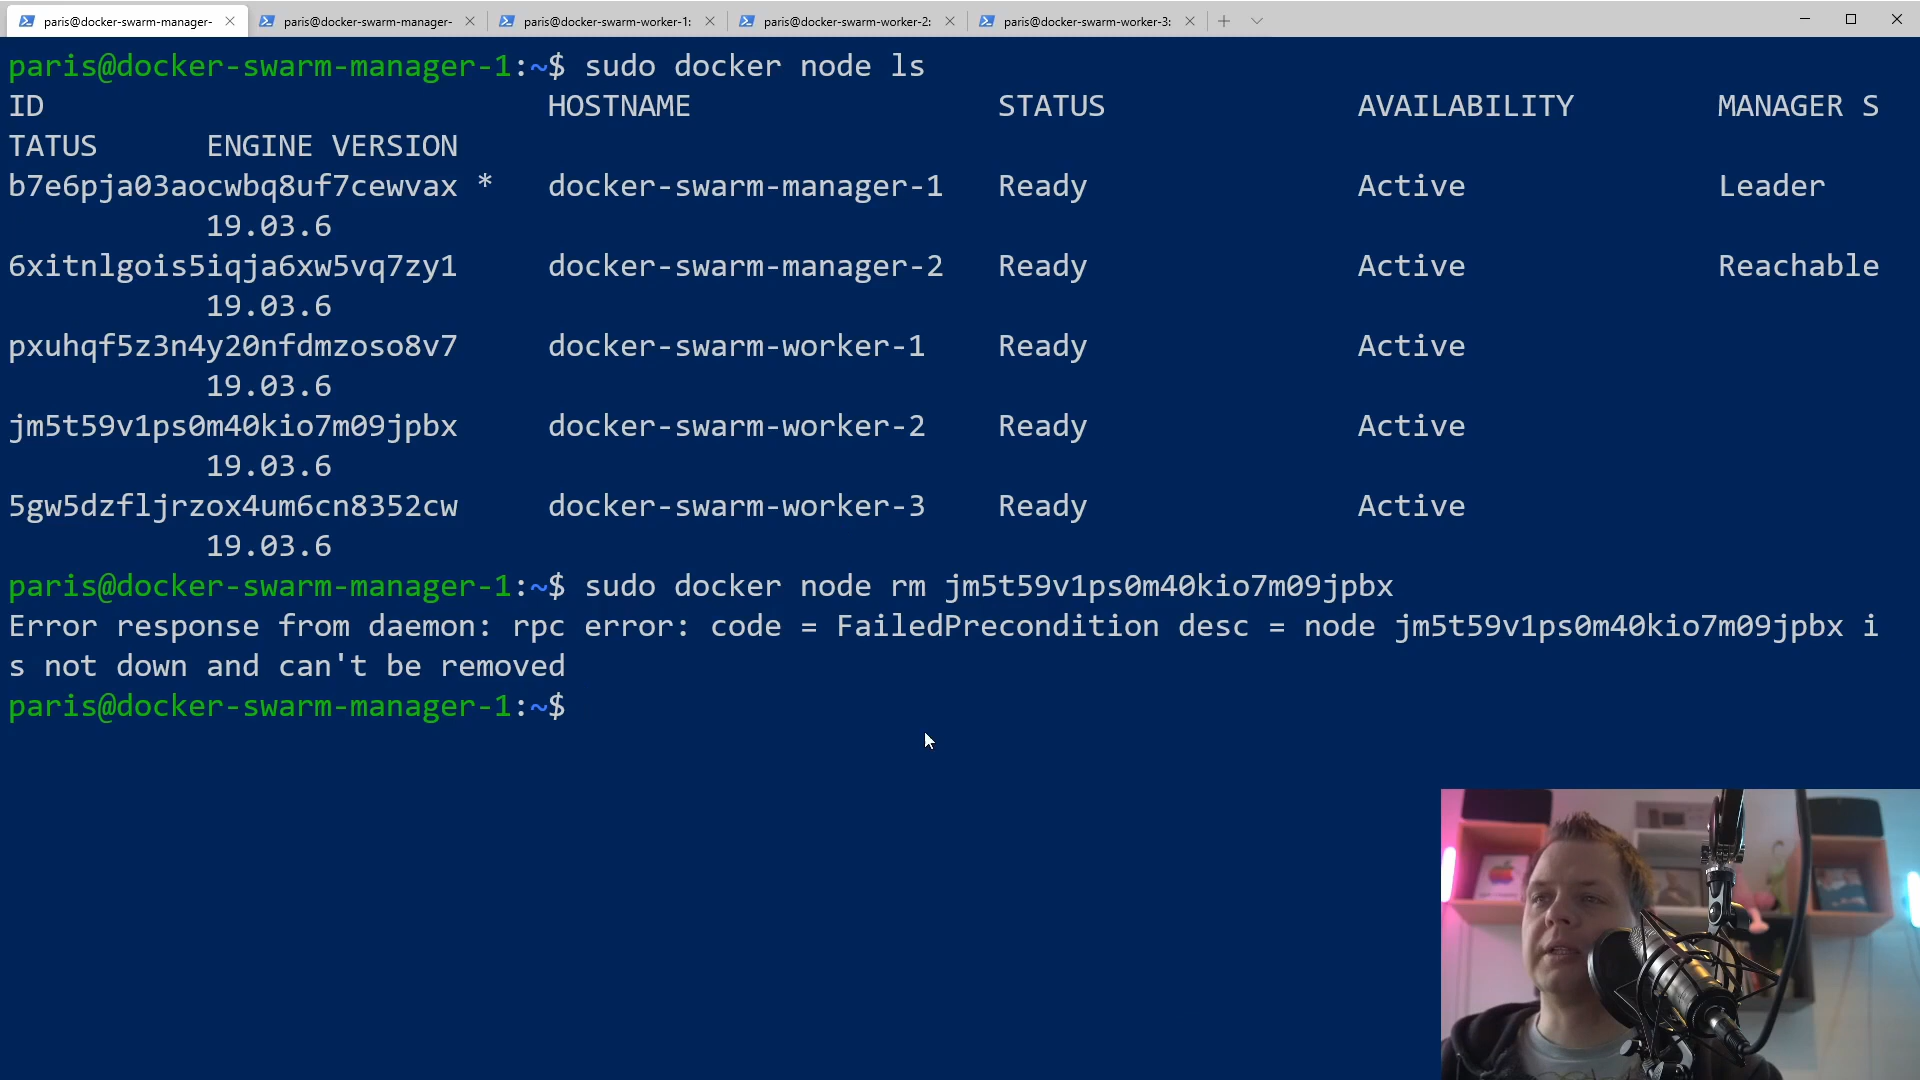 paris@docker-swarm-manager-
paris@docker-swarm-manager-
paris@docker-swarm-worker-1:
paris@docker-swarm-worker-2:
paris@docker-swarm-worker-3:
paris@docker-swarm-manager-1:~$ sudo docker node ls
ID HOSTNAME STATUS AVAILABILITY MANAGER S
TATUS ENGINE VERSION
b7e6pja03aocwbq8uf7cewvax * docker-swarm-manager-1 Ready Active Leader
19.03.6
6xitnlgois5iqja6xw5vq7zy1 docker-swarm-manager-2 Ready Active Reachable
19.03.6
pxuhqf5z3n4y20nfdmzoso8v7 docker-swarm-worker-1 Ready Active
19.03.6
jm5t59v1ps0m40kio7m09jpbx docker-swarm-worker-2 Ready Active
19.03.6
5gw5dzfljrzox4um6cn8352cw docker-swarm-worker-3 Ready Active
19.03.6
paris@docker-swarm-manager-1:~$ sudo docker node rm jm5t59v1ps0m40kio7m09jpbx
Error response from daemon: rpc error: code = FailedPrecondition desc = node jm5t59v1ps0m40kio7m09jpbx i
s not down and can't be removed
paris@docker-swarm-manager-1:~$